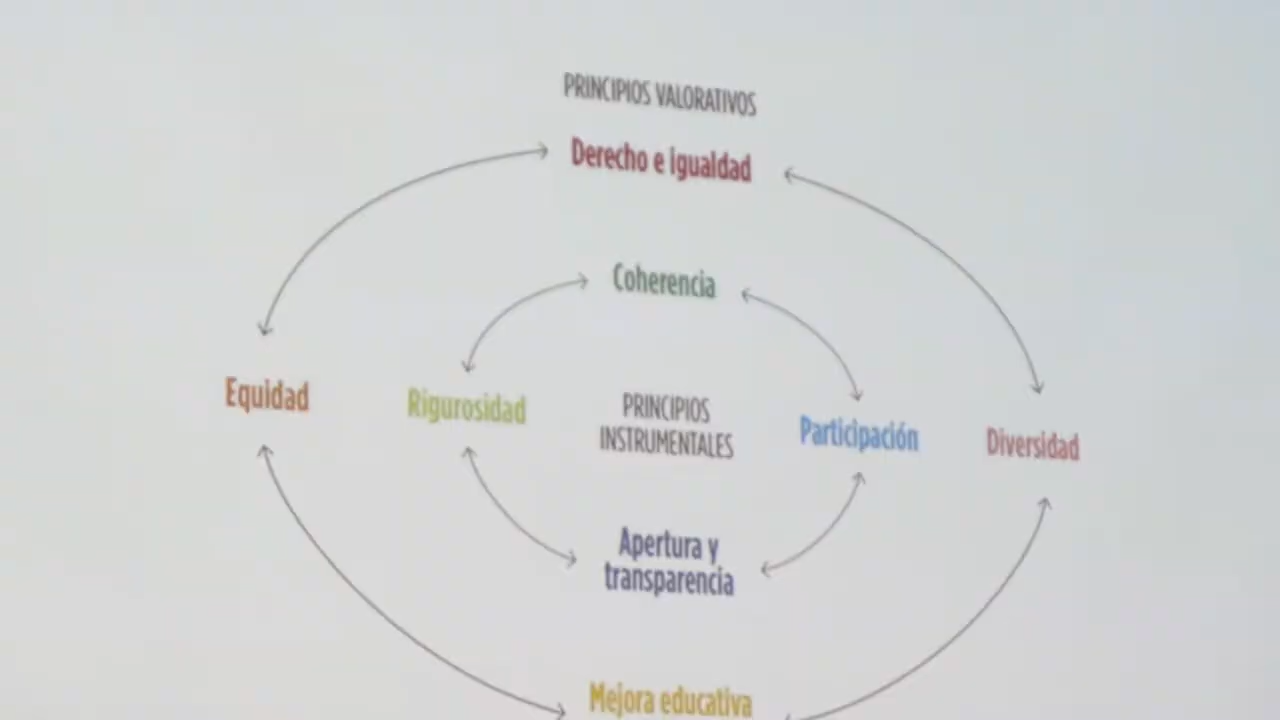 PRINCIPIOS VALORATIVOS
Derecho e igualdad
Coherencia
Equidad
Rigurosidad
PRINCIPIOS
INSTRUMENTALES
Participación
Diversidad
Apertura y
transparencia
Mejora educativa